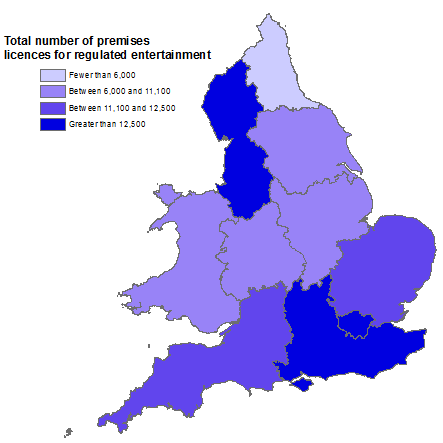 Total number of premises
licences for regulated entertainment
Fewer than 6,000
Between 6,000 and 11,100
Between 11,100 and 12,500
Greater than 12,500